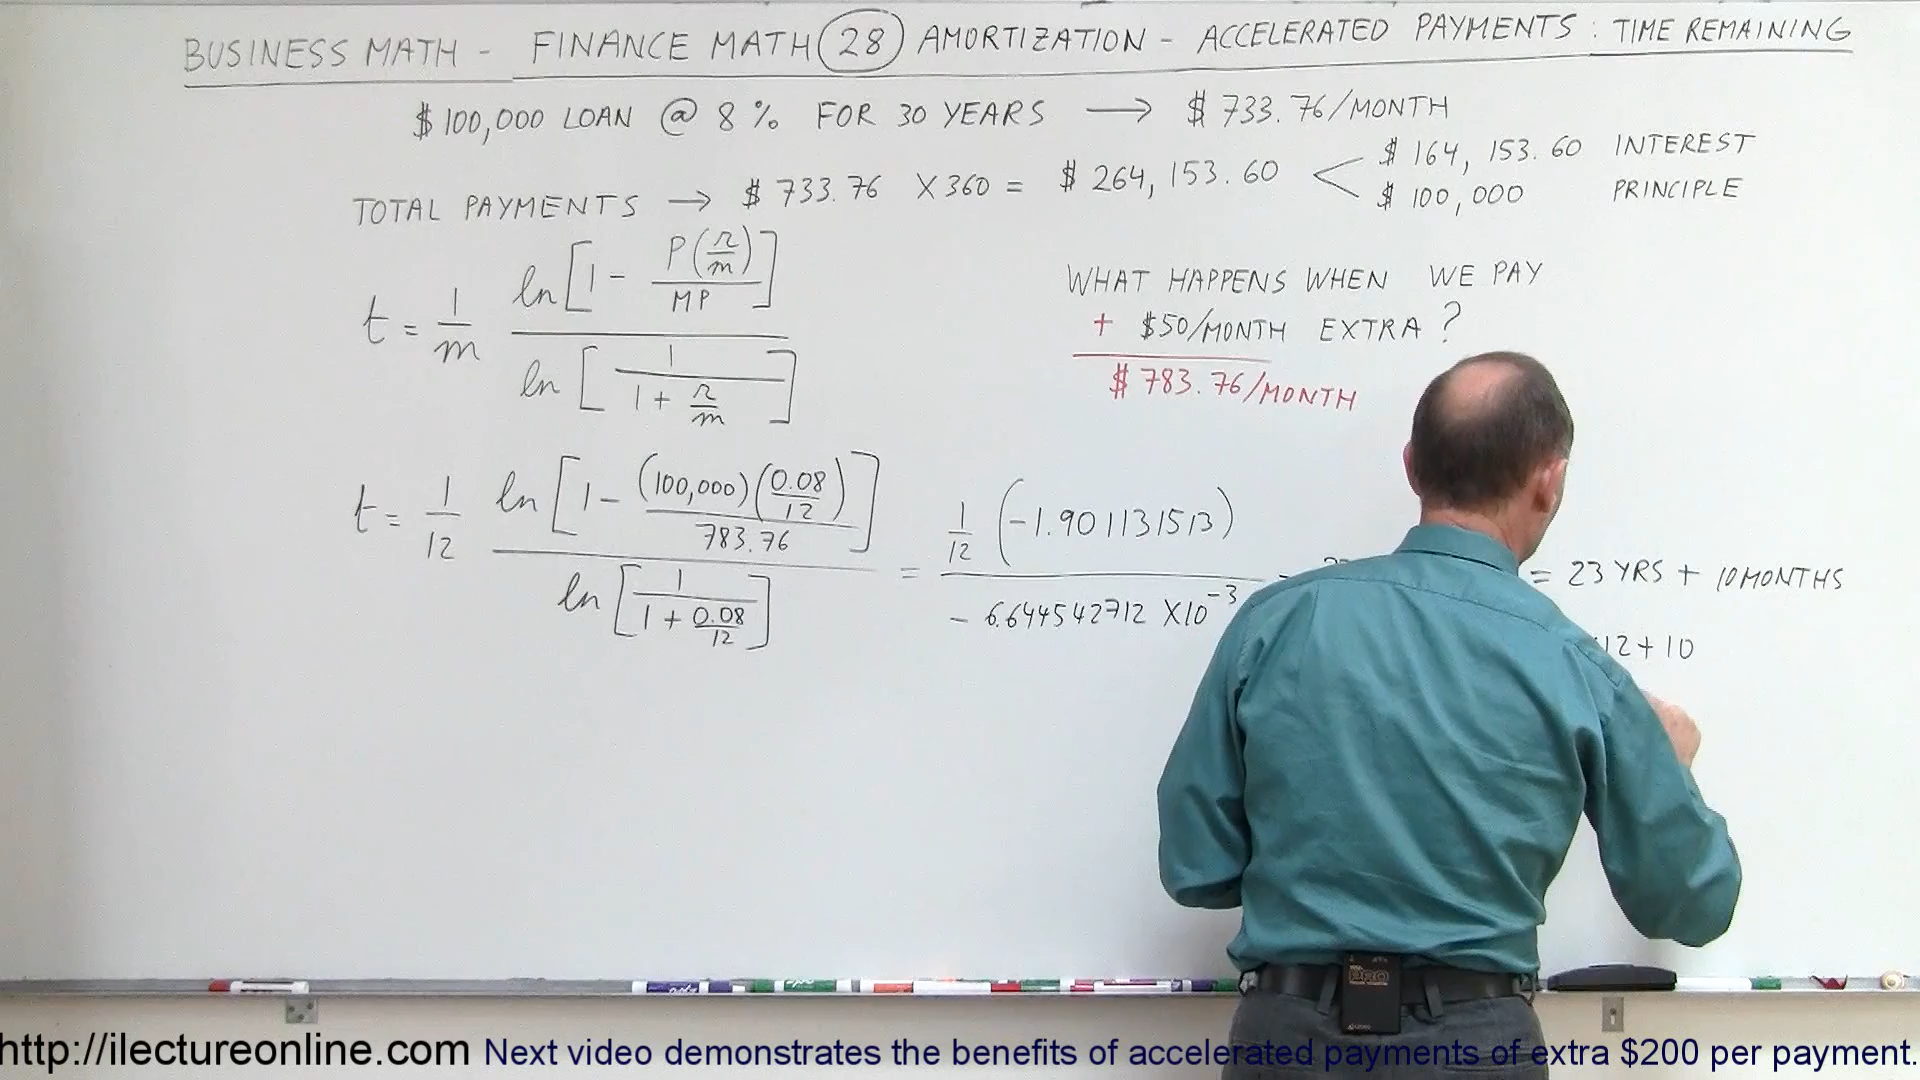 BUSINESS MATH - FINANCE MATH 28 AMORTIZATION - ACCELERATED PAYMENTS : TIME REMAINING
$100,000 LOAN @ 8% FOR 30 YEARS → $ 733.76/MONTH
TOTAL PAYMENTS → $ 733.76 X 360 = $ 264,153.60 < $ 164,153.60 INTEREST
$ 100,000 PRINCIPLE
t = 1/m ln[1 - P(r/m)/MP] / ln[1/(1 + r/m)]
WHAT HAPPENS WHEN WE PAY
+ $50/MONTH EXTRA?
$ 783.76/MONTH
t = 1/12 ln[1 - (100,000)(0.08/12)/783.76] / ln[1/(1 + 0.08/12)] = 1/12 (-1.901131513) / -6.644542712 X10⁻³ = = 23 YRS + 10 MONTHS
12 + 10
http://ilectureonline.com Next video demonstrates the benefits of accelerated payments of extra $200 per payment.